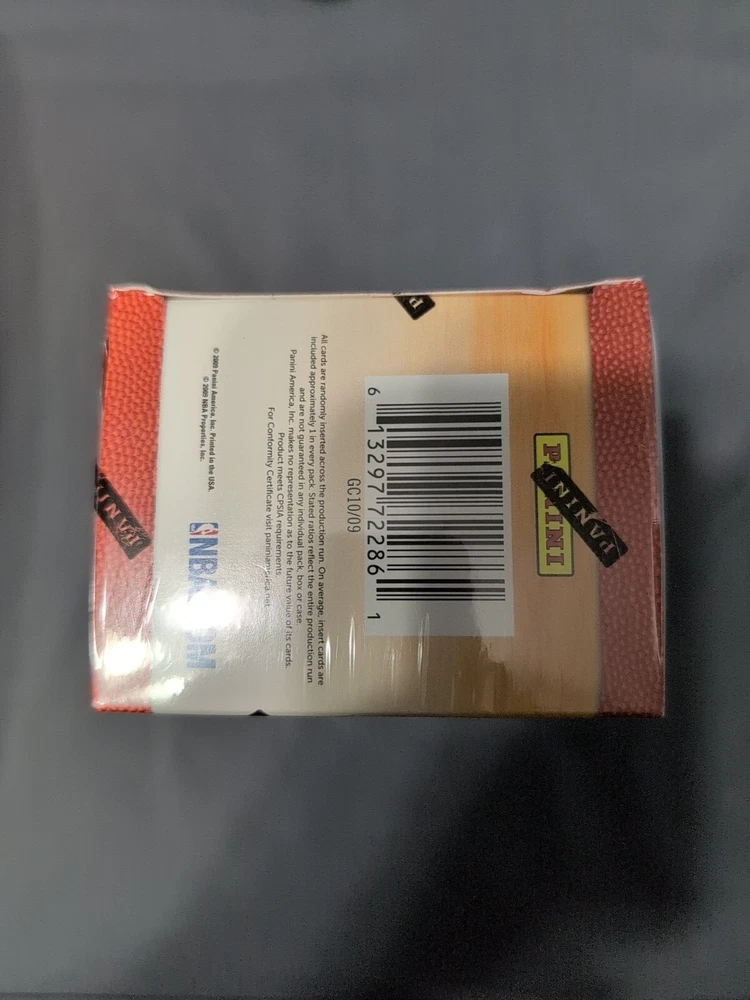 PANINI
PANINI
6 13297 72286 1
GC10/09
All cards are randomly inserted across the production run. On average, insert cards are
included approximately 1 in every pack. Stated ratios reflect the entire production run
and are not guaranteed in any individual pack, box or case.
Panini America, Inc. makes no representation as to the future value of its cards.
Product meets CPSIA requirements.
For Conformity Certificate visit paniniamerica.net
© 2009 Panini America, Inc. Printed in the USA.
© 2009 NBA Properties, Inc.
PANINI
P